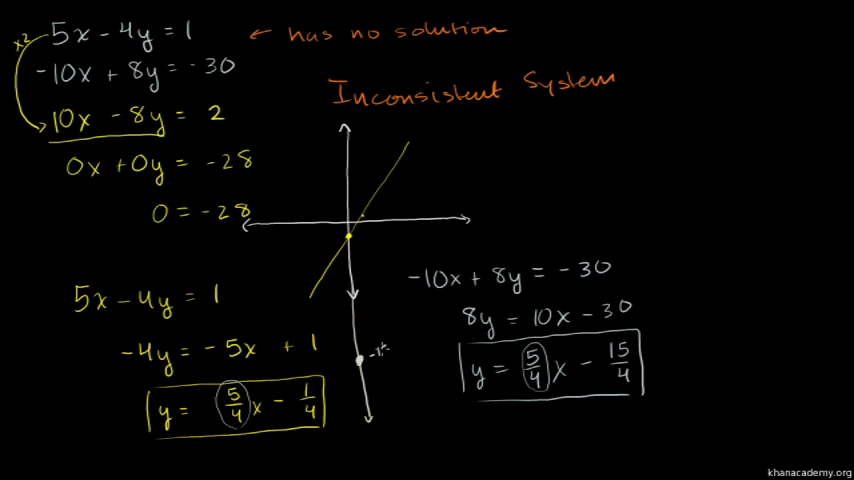 x2
5x - 4y = 1 ← has no solution
-10x + 8y = -30
Inconsistent System
10x - 8y = 2
0x + 0y = -28
0 = -28
5x - 4y = 1
-4y = -5x + 1
y = 5/4 x - 1/4
-10x + 8y = -30
8y = 10x - 30
y = 5/4 x - 15/4
khanacademy.org